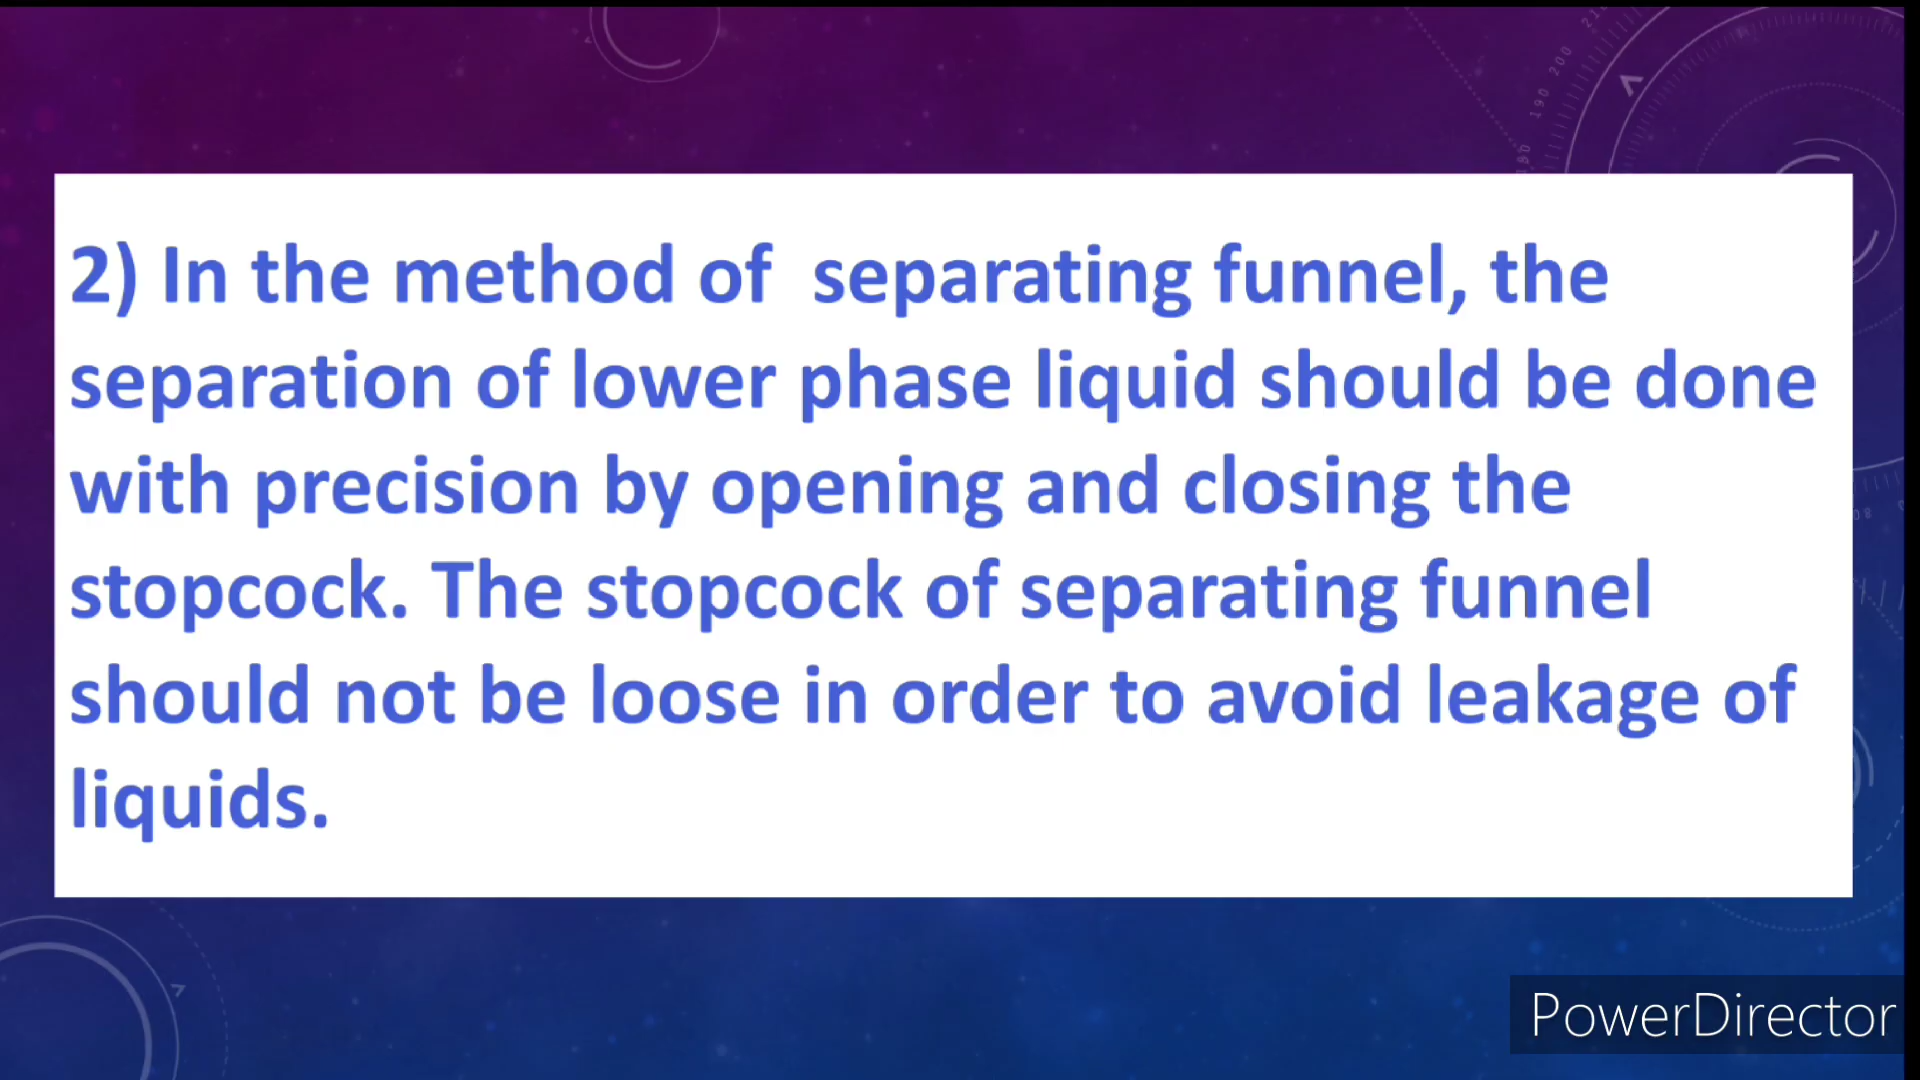 2) In the method of  separating funnel, the
separation of lower phase liquid should be done
with precision by opening and closing the
stopcock. The stopcock of separating funnel
should not be loose in order to avoid leakage of
liquids.
PowerDirector